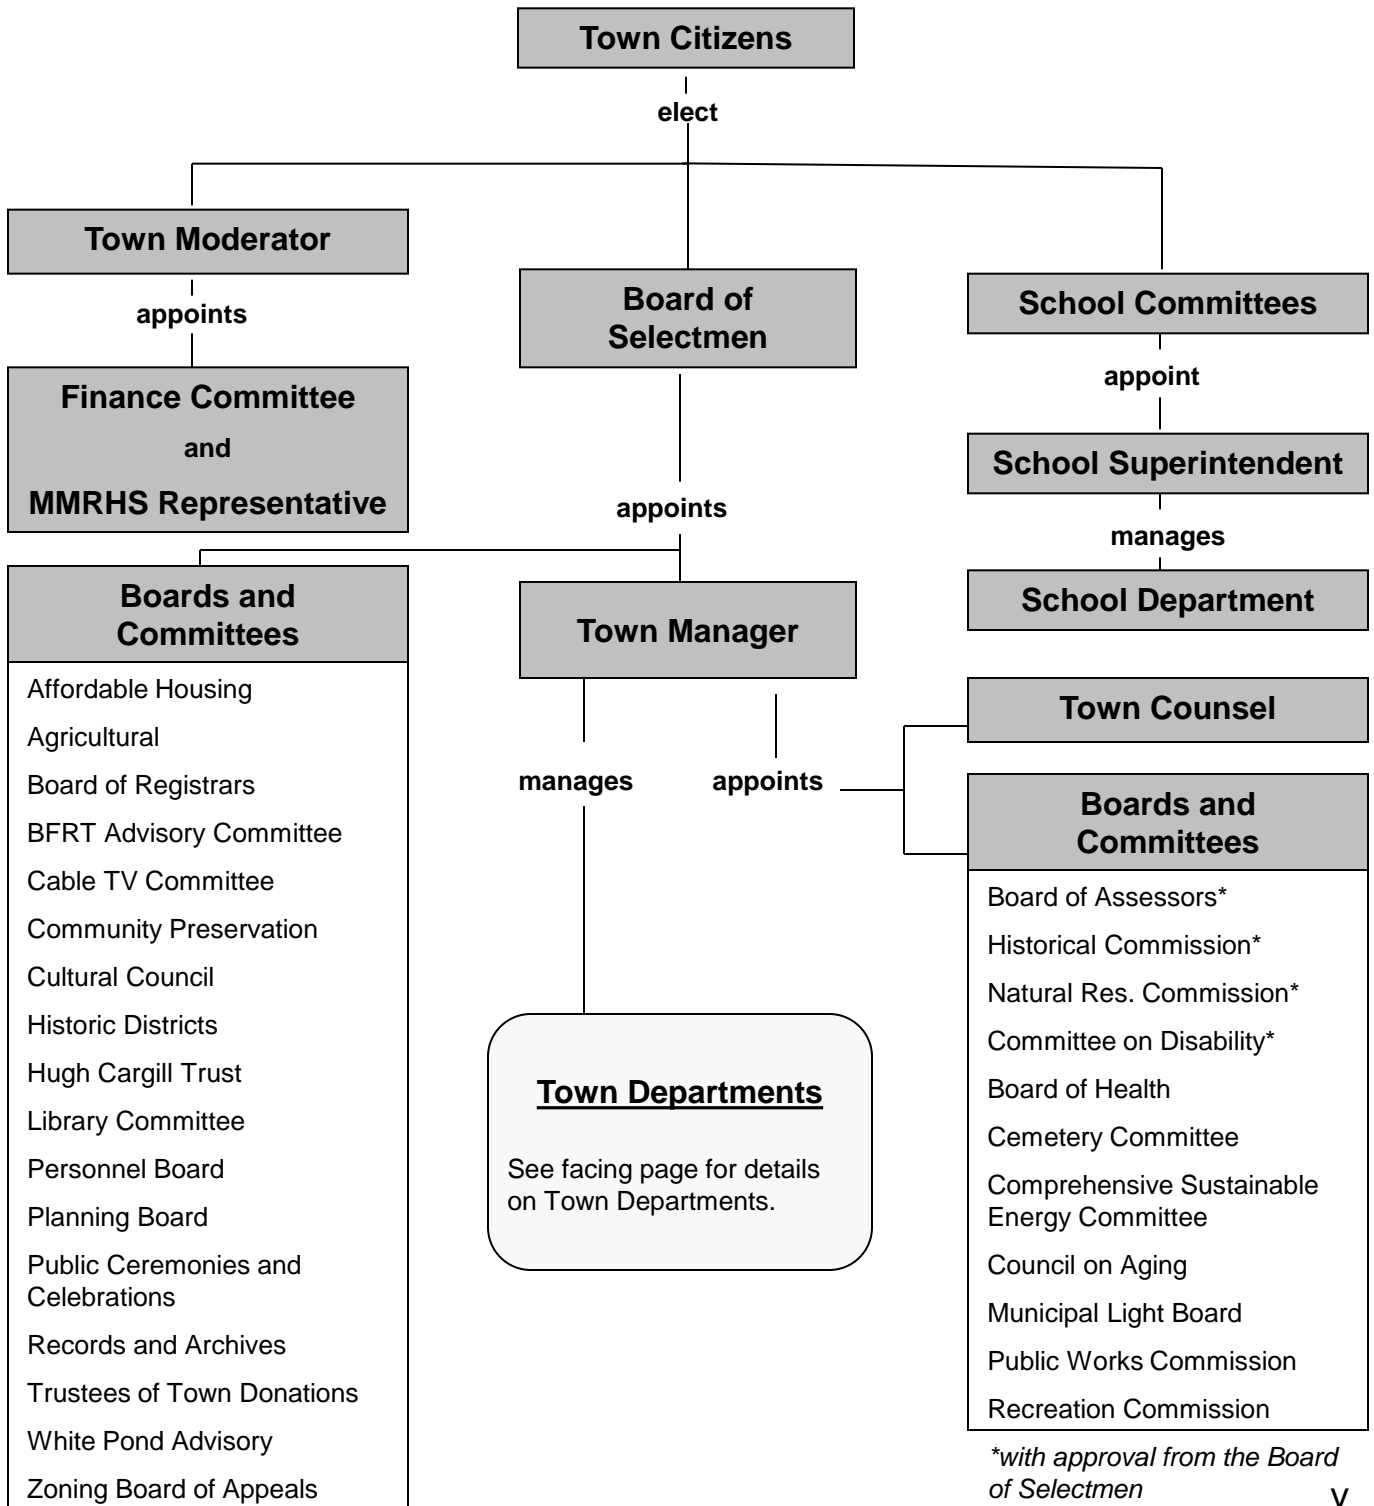 Town Citizens
elect
Town Moderator
appoints
Finance Committee
and
MMRHS Representative
Board of
Selectmen
appoints
School Committees
appoint
School Superintendent
manages
School Department
Boards and
Committees
Affordable Housing
Agricultural
Board of Registrars
BFRT Advisory Committee
Cable TV Committee
Community Preservation
Cultural Council
Historic Districts
Hugh Cargill Trust
Library Committee
Personnel Board
Planning Board
Public Ceremonies and
Celebrations
Records and Archives
Trustees of Town Donations
White Pond Advisory
Zoning Board of Appeals
Town Manager
manages
appoints
Town Departments
See facing page for details
on Town Departments.
Town Counsel
Boards and
Committees
Board of Assessors*
Historical Commission*
Natural Res. Commission*
Committee on Disability*
Board of Health
Cemetery Committee
Comprehensive Sustainable
Energy Committee
Council on Aging
Municipal Light Board
Public Works Commission
Recreation Commission
*with approval from the Board
of Selectmen
v